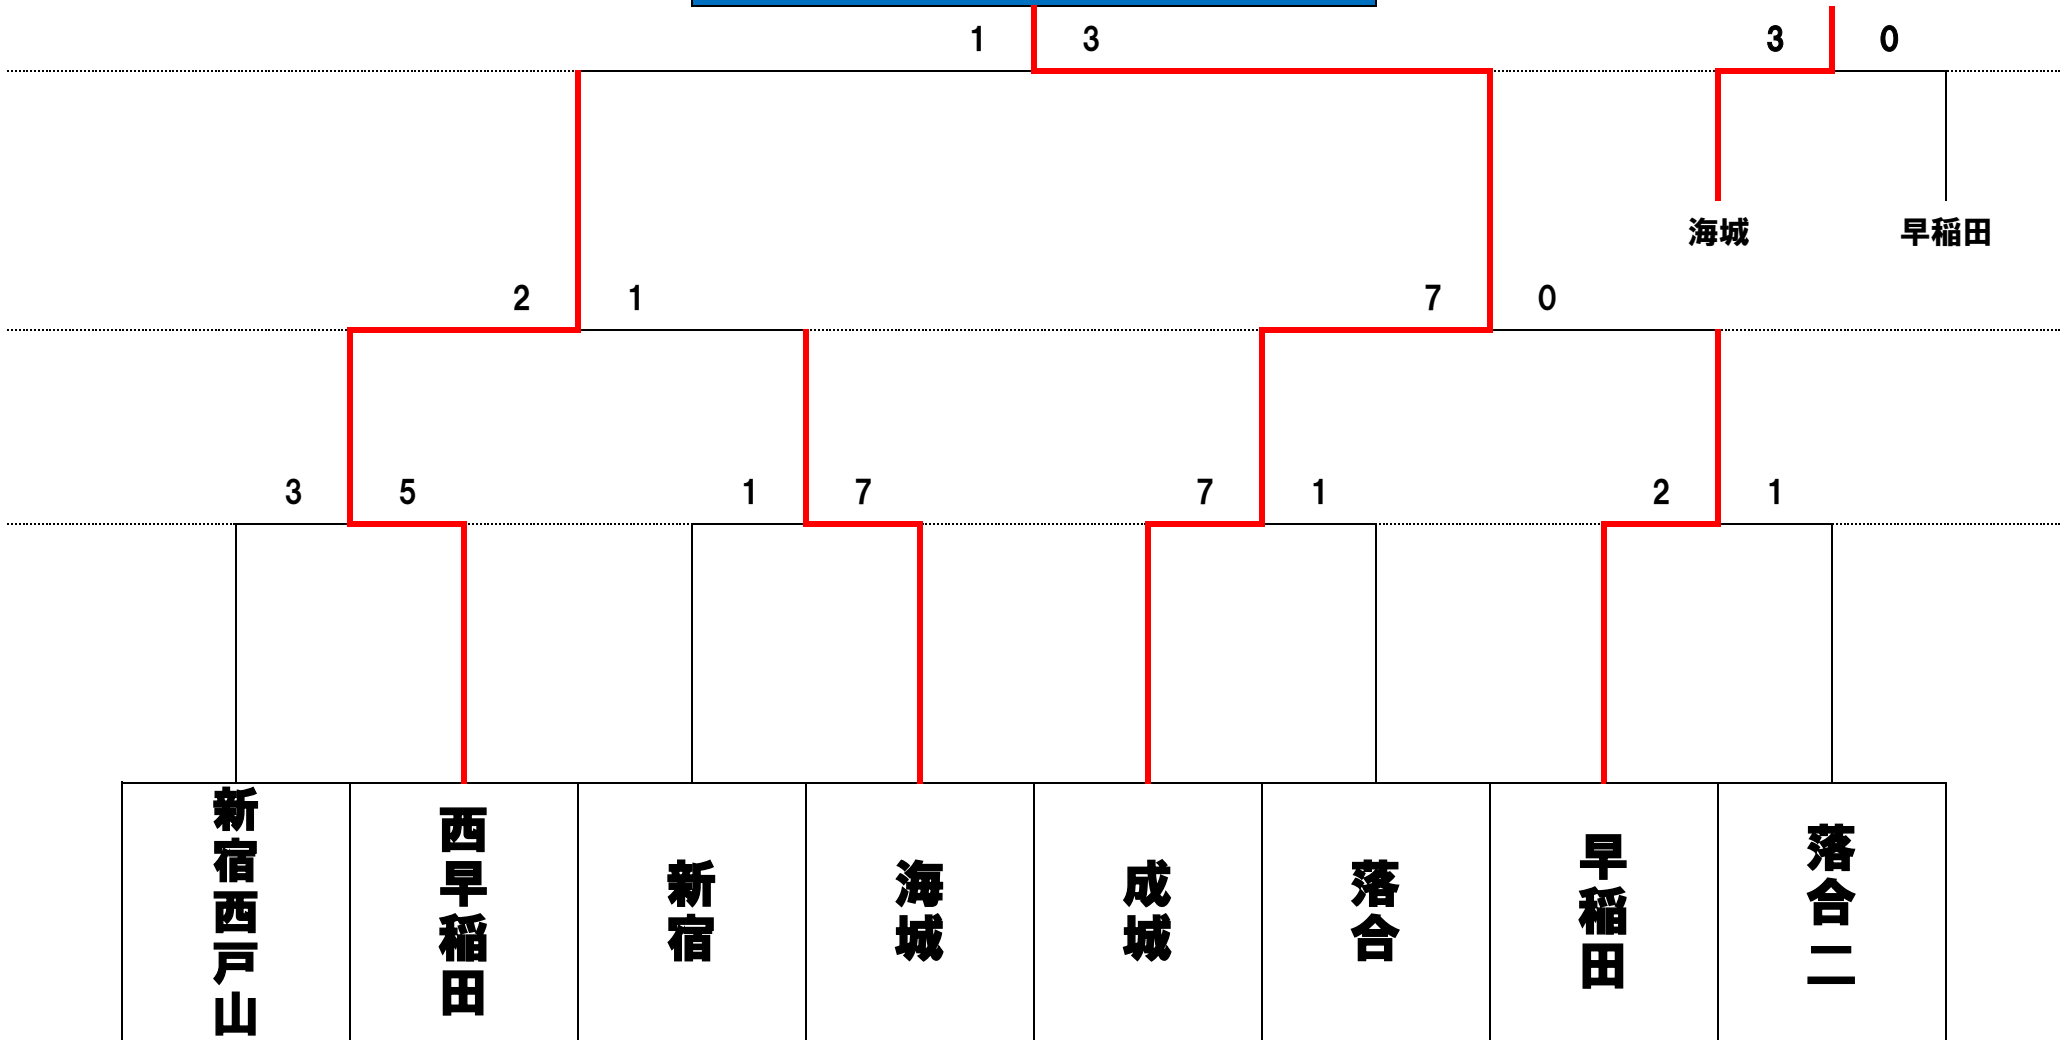 1 3 3 0
海城 早稲田
2 1 7 0
3 5 1 7 7 1 2 1
新宿西戸山
西早稲田
新宿
海城
成城
落合
早稲田
落合二